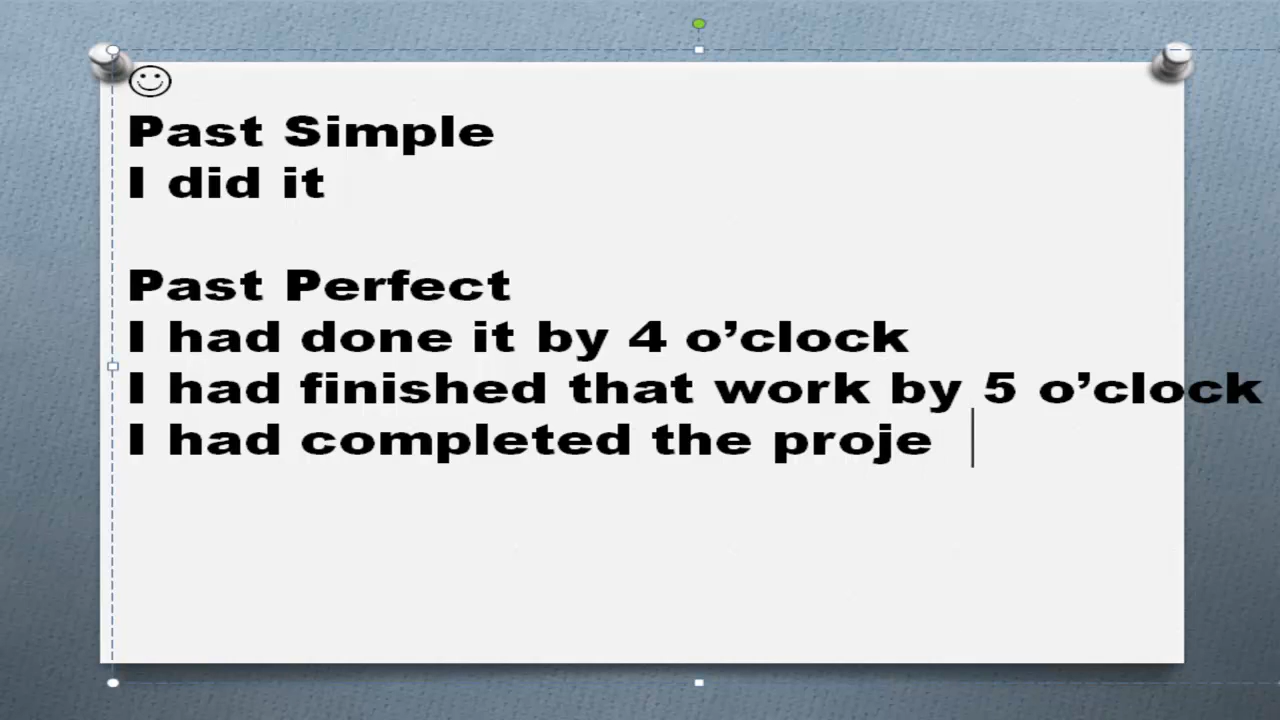 Past Simple
I did it
Past Perfect
I had done it by 4 o’clock
I had finished that work by 5 o’clock
I had completed the proje